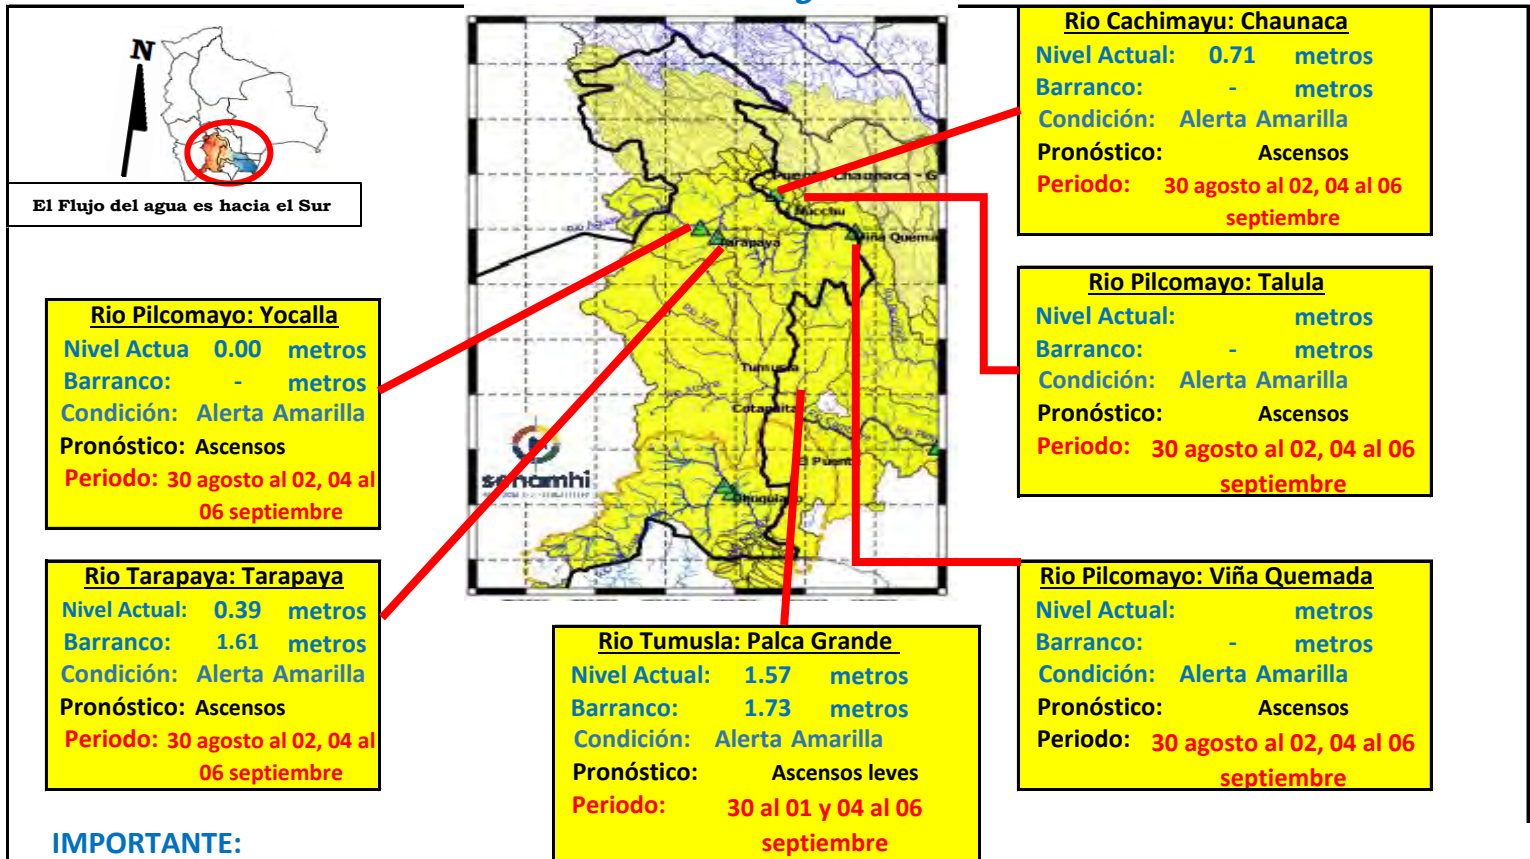 N
El Flujo del agua es hacia el Sur
Rio Cachimayu: Chaunaca
Nivel Actual: 0.71 metros
Barranco: - metros
Condición: Alerta Amarilla
Pronóstico: Ascensos
Periodo: 30 agosto al 02, 04 al 06
septiembre
Rio Pilcomayo: Talula
Nivel Actual: metros
Barranco: - metros
Condición: Alerta Amarilla
Pronóstico: Ascensos
Periodo: 30 agosto al 02, 04 al 06
septiembre
Rio Pilcomayo: Yocalla
Nivel Actua 0.00 metros
Barranco: - metros
Condición: Alerta Amarilla
Pronóstico: Ascensos
Periodo: 30 agosto al 02, 04 al
06 septiembre
Puente Chaunaca - G
Ñucchu
Tarapaya
Viña Quema
Tumusla
Cotagaita
El Puente
Chuquiago
senamhi
Rio Tarapaya: Tarapaya
Nivel Actual: 0.39 metros
Barranco: 1.61 metros
Condición: Alerta Amarilla
Pronóstico: Ascensos
Periodo: 30 agosto al 02, 04 al
06 septiembre
Rio Tumusla: Palca Grande
Nivel Actual: 1.57 metros
Barranco: 1.73 metros
Condición: Alerta Amarilla
Pronóstico: Ascensos leves
Periodo: 30 al 01 y 04 al 06
septiembre
Rio Pilcomayo: Viña Quemada
Nivel Actual: metros
Barranco: - metros
Condición: Alerta Amarilla
Pronóstico: Ascensos
Periodo: 30 agosto al 02, 04 al 06
septiembre
IMPORTANTE: